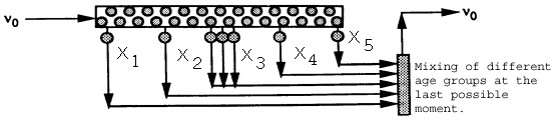 v₀
v₀
X₁
X₂
X₃
X₄
X₅
Mixing of different
age groups at the
last possible
moment.